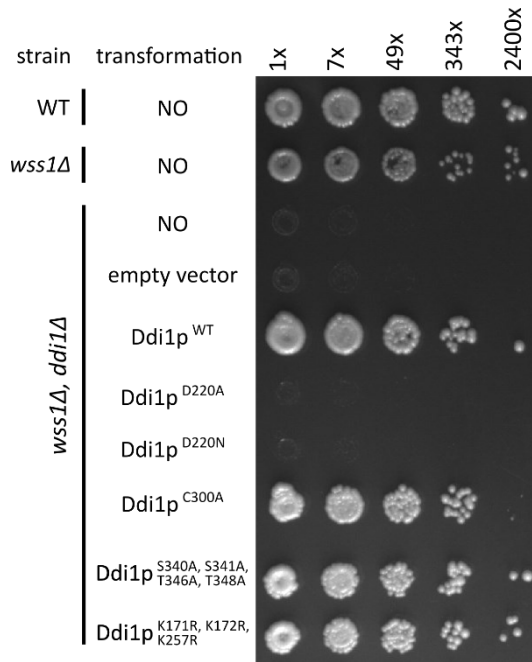 strain transformation 1x 7x 49x 343x 2400x
WT NO
wss1Δ NO
wss1Δ, ddi1Δ
NO
empty vector
Ddi1p WT
Ddi1p D220A
Ddi1p D220N
Ddi1p C300A
Ddi1p S340A, S341A,
T346A, T348A
Ddi1p K171R, K172R,
K257R